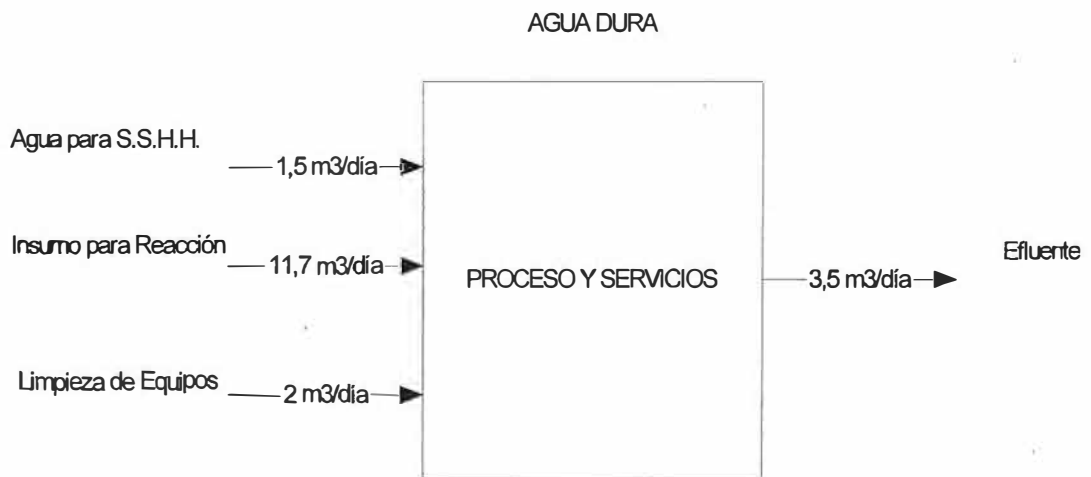 AGUA DURA
Agua para S.S.H.H.
1,5 m3/día
Insumo para Reacción
11,7 m3/día
PROCESO Y SERVICIOS
3,5 m3/día
Efluente
Limpieza de Equipos
2 m3/día